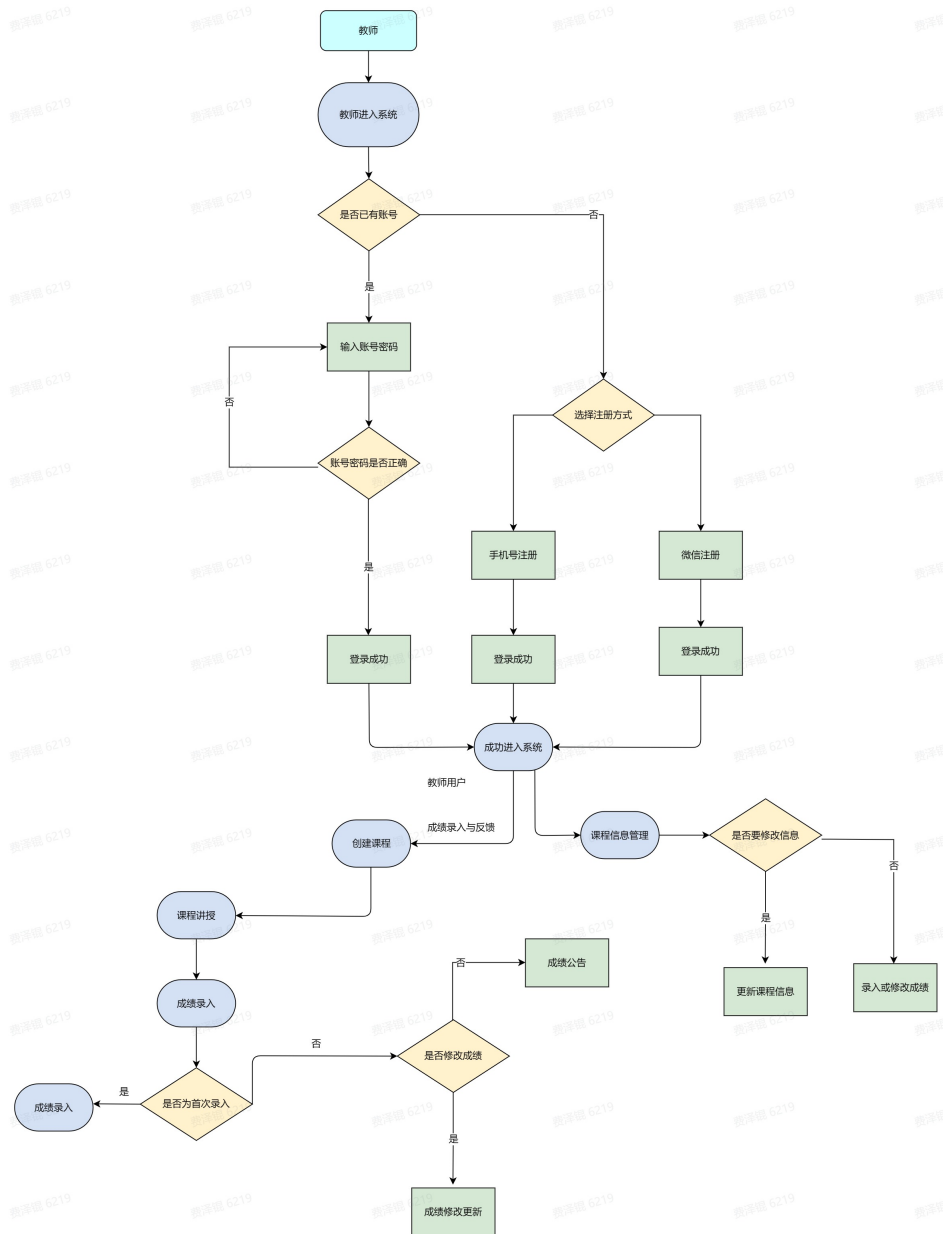 教师
教师进入系统
是否已有账号
否
是
输入账号密码
否
选择注册方式
账号密码是否正确
手机号注册
微信注册
是
登录成功
登录成功
登录成功
成功进入系统
教师用户
成绩录入与反馈
创建课程
课程信息管理
是否要修改信息
否
课程讲授
是
否
成绩公告
更新课程信息
录入或修改成绩
成绩录入
否
是否修改成绩
是
成绩录入
是否为首次录入
是
成绩修改更新